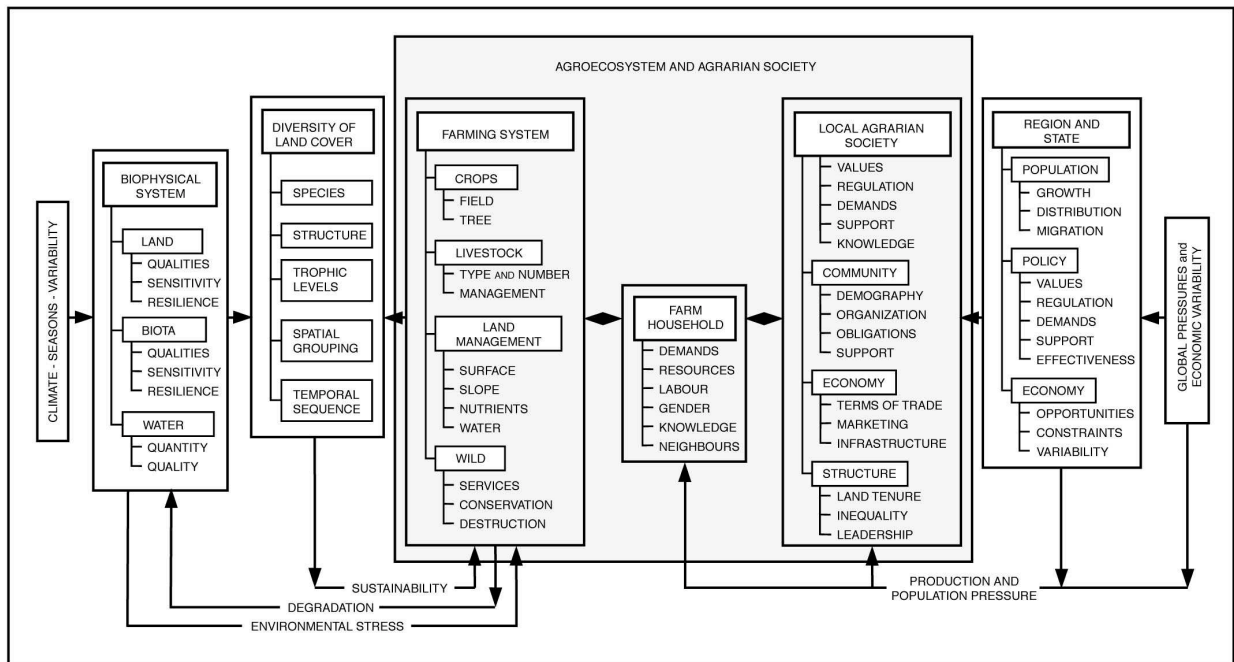 AGROECOSYSTEM AND AGRARIAN SOCIETY
CLIMATE - SEASONS - VARIABILITY
BIOPHYSICAL
SYSTEM
LAND
QUALITIES
SENSITIVITY
RESILIENCE
BIOTA
QUALITIES
SENSITIVITY
RESILIENCE
WATER
QUANTITY
QUALITY
DIVERSITY OF
LAND COVER
SPECIES
STRUCTURE
TROPHIC
LEVELS
SPATIAL
GROUPING
TEMPORAL
SEQUENCE
FARMING SYSTEM
CROPS
FIELD
TREE
LIVESTOCK
TYPE AND NUMBER
MANAGEMENT
LAND
MANAGEMENT
SURFACE
SLOPE
NUTRIENTS
WATER
WILD
SERVICES
CONSERVATION
DESTRUCTION
FARM
HOUSEHOLD
DEMANDS
RESOURCES
LABOUR
GENDER
KNOWLEDGE
NEIGHBOURS
LOCAL AGRARIAN
SOCIETY
VALUES
REGULATION
DEMANDS
SUPPORT
KNOWLEDGE
COMMUNITY
DEMOGRAPHY
ORGANIZATION
OBLIGATIONS
SUPPORT
ECONOMY
TERMS OF TRADE
MARKETING
INFRASTRUCTURE
STRUCTURE
LAND TENURE
INEQUALITY
LEADERSHIP
REGION AND
STATE
POPULATION
GROWTH
DISTRIBUTION
MIGRATION
POLICY
VALUES
REGULATION
DEMANDS
SUPPORT
EFFECTIVENESS
ECONOMY
OPPORTUNITIES
CONSTRAINTS
VARIABILITY
GLOBAL PRESSURES and
ECONOMIC VARIABILITY
SUSTAINABILITY
DEGRADATION
ENVIRONMENTAL STRESS
PRODUCTION AND
POPULATION PRESSURE